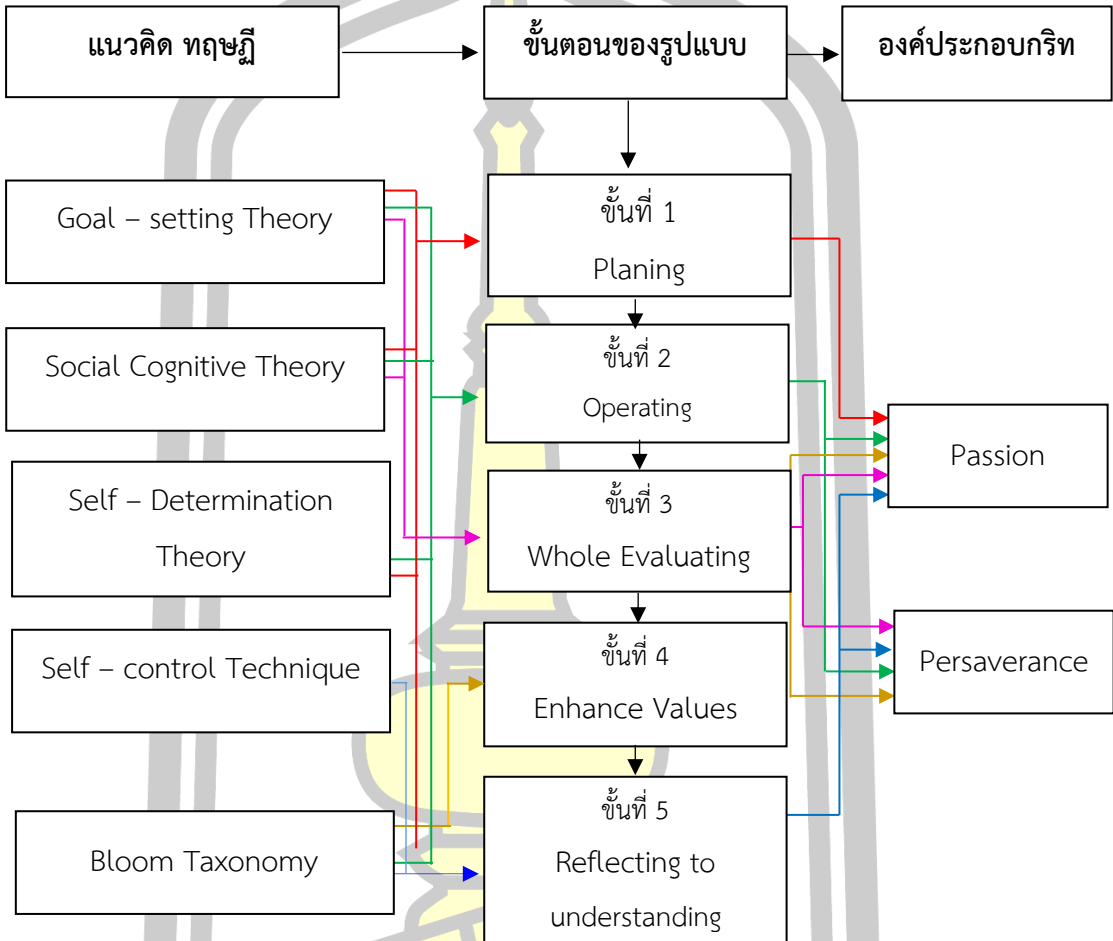 แนวคิด ทฤษฏี
ขั้นตอนของรูปแบบ
องค์ประกอบกริท
Goal – setting Theory
Social Cognitive Theory
Self – Determination
Theory
Self – control Technique
Bloom Taxonomy
ขั้นที่ 1
Planing
ขั้นที่ 2
Operating
ขั้นที่ 3
Whole Evaluating
ขั้นที่ 4
Enhance Values
ขั้นที่ 5
Reflecting to
understanding
Passion
Persaverance